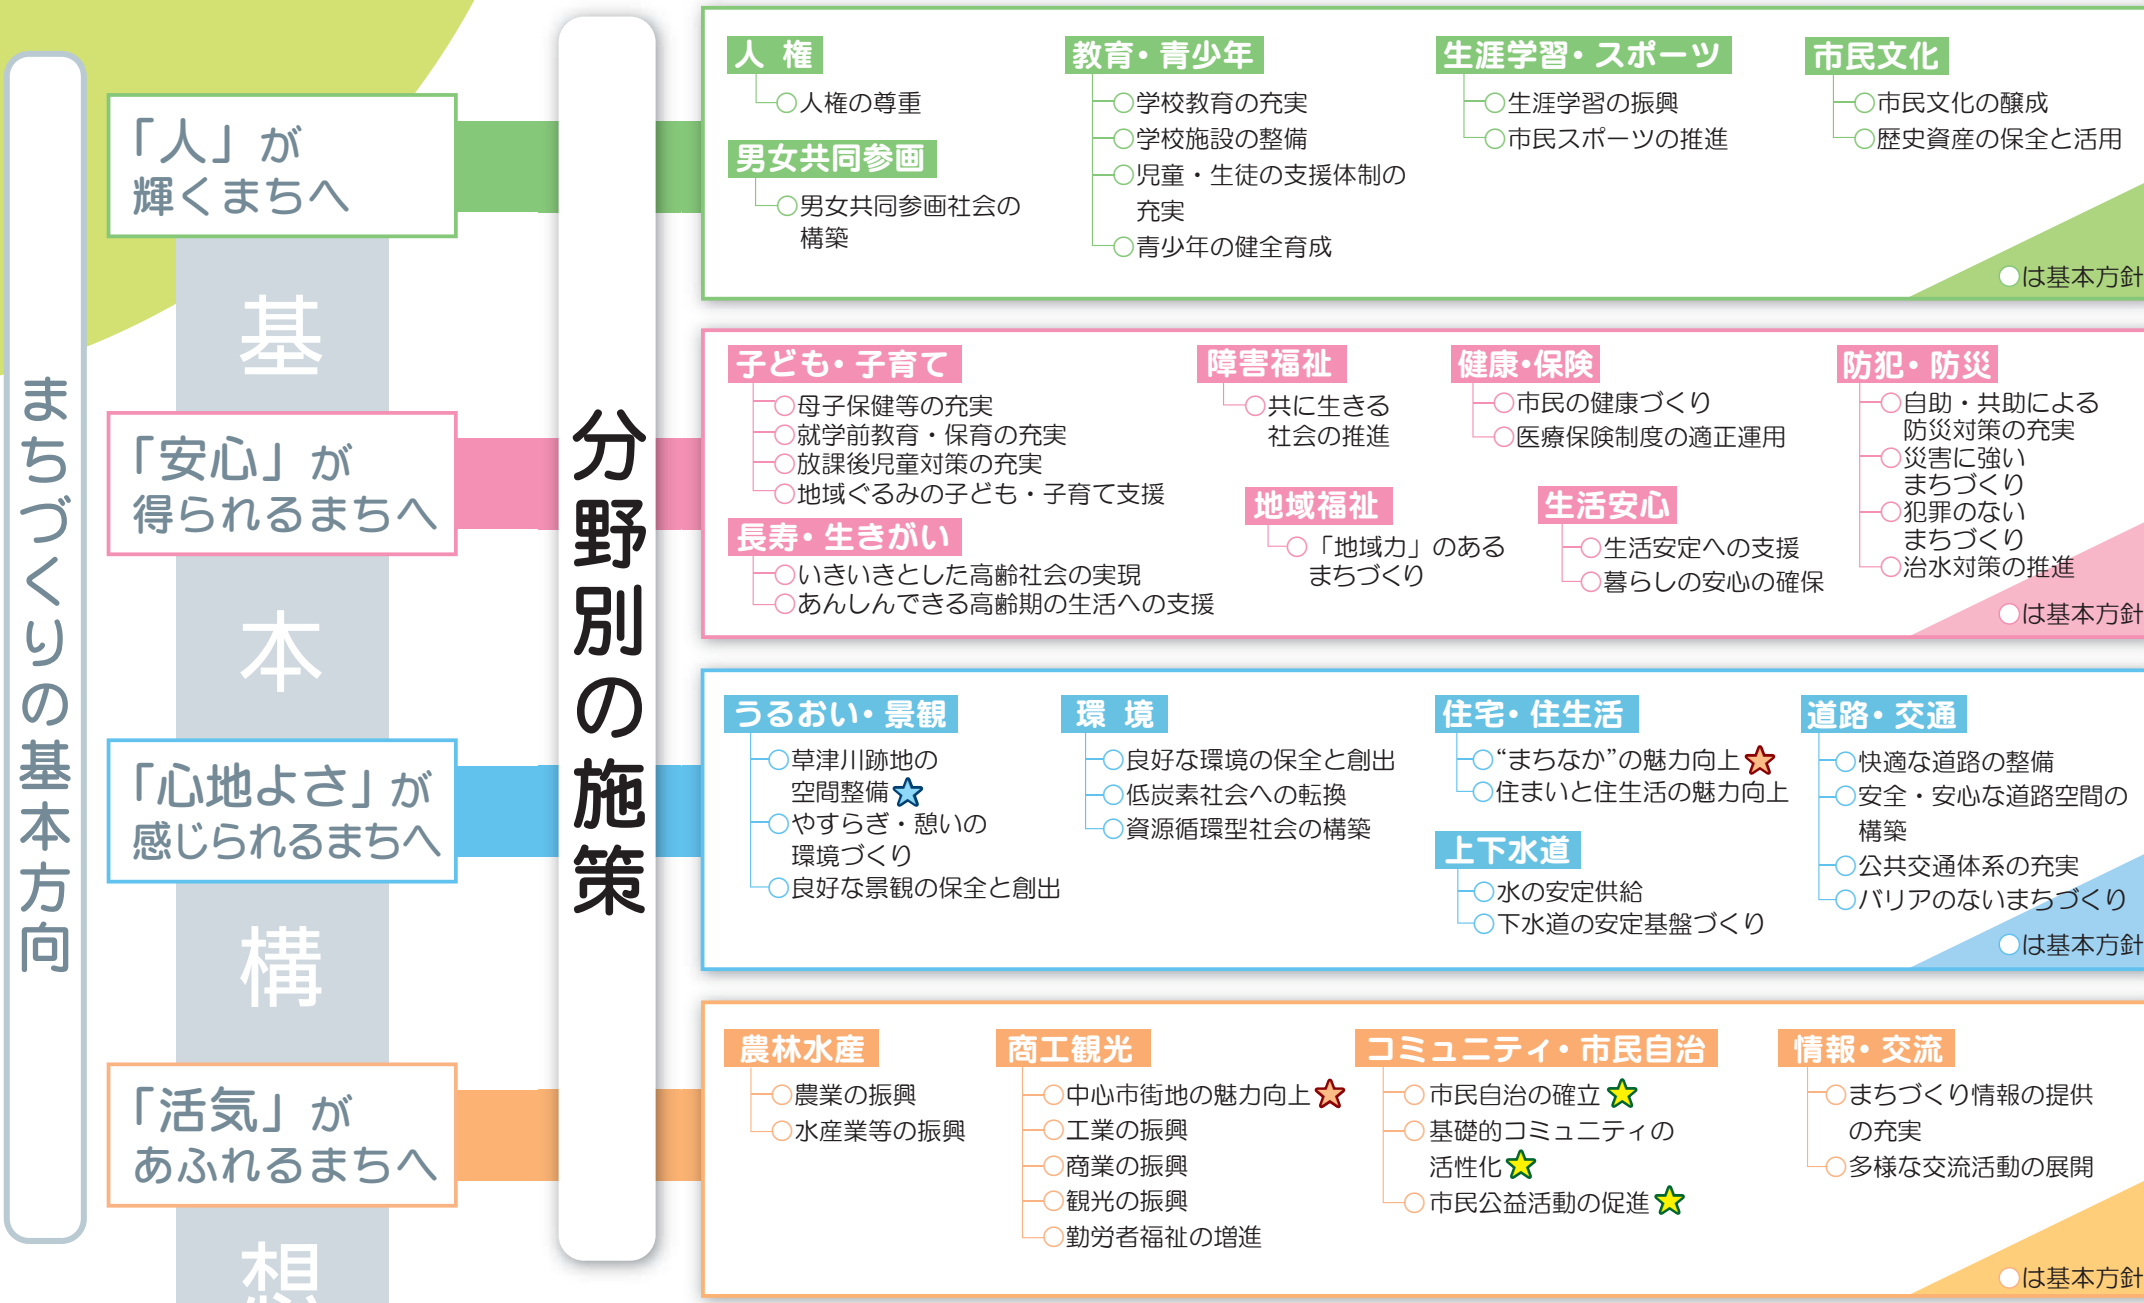 まちづくりの基本方向
基本構想
「人」が
輝くまちへ
「安心」が
得られるまちへ
「心地よさ」が
感じられるまちへ
「活気」が
あふれるまちへ
分野別の施策
人 権
○人権の尊重
男女共同参画
○男女共同参画社会の
構築
教育・青少年
○学校教育の充実
○学校施設の整備
○児童・生徒の支援体制の
充実
○青少年の健全育成
生涯学習・スポーツ
○生涯学習の振興
○市民スポーツの推進
市民文化
○市民文化の醸成
○歴史資産の保全と活用
○は基本方針
子ども・子育て
○母子保健等の充実
○就学前教育・保育の充実
○放課後児童対策の充実
○地域ぐるみの子ども・子育て支援
長寿・生きがい
○いきいきとした高齢社会の実現
○あんしんできる高齢期の生活への支援
障害福祉
○共に生きる
社会の推進
地域福祉
○「地域力」のある
まちづくり
健康・保険
○市民の健康づくり
○医療保険制度の適正運用
生活安心
○生活安定への支援
○暮らしの安心の確保
防犯・防災
○自助・共助による
防災対策の充実
○災害に強い
まちづくり
○犯罪のない
まちづくり
○治水対策の推進
○は基本方針
うるおい・景観
○草津川跡地の
空間整備☆
○やすらぎ・憩いの
環境づくり
○良好な景観の保全と創出
環 境
○良好な環境の保全と創出
○低炭素社会への転換
○資源循環型社会の構築
住宅・住生活
○“まちなか”の魅力向上☆
○住まいと住生活の魅力向上
上下水道
○水の安定供給
○下水道の安定基盤づくり
道路・交通
○快適な道路の整備
○安全・安心な道路空間の
構築
○公共交通体系の充実
○バリアのないまちづくり
○は基本方針
農林水産
○農業の振興
○水産業等の振興
商工観光
○中心市街地の魅力向上☆
○工業の振興
○商業の振興
○観光の振興
○勤労者福祉の増進
コミュニティ・市民自治
○市民自治の確立☆
○基礎的コミュニティの
活性化☆
○市民公益活動の促進☆
情報・交流
○まちづくり情報の提供
の充実
○多様な交流活動の展開
○は基本方針